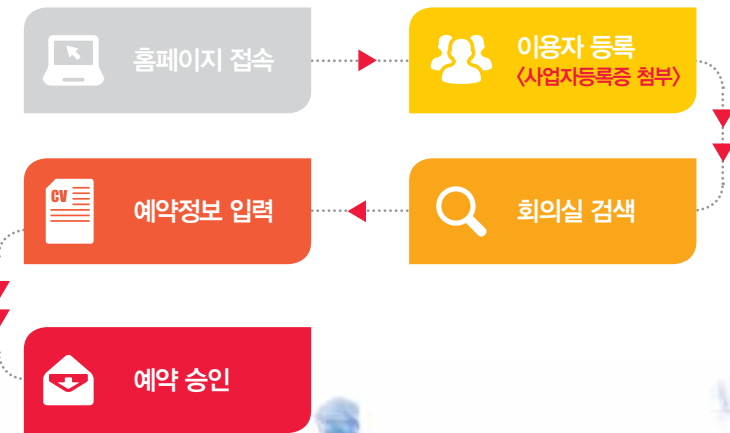 홈페이지 접속
이용자 등록
〈사업자등록증 첨부〉
회의실 검색
CV
예약정보 입력
예약 승인